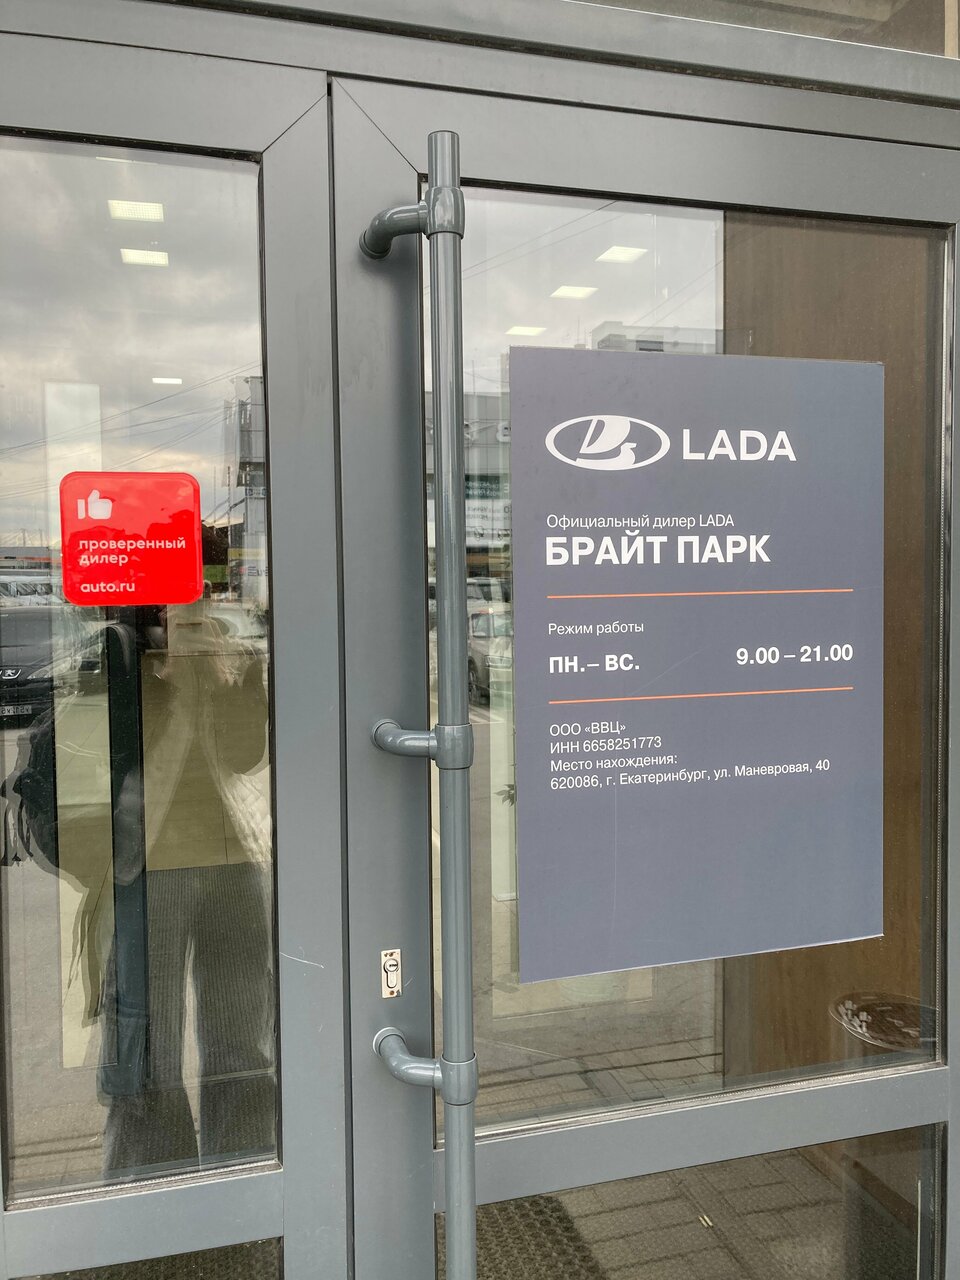 проверенный
дилер
auto.ru
LADA
Официальный дилер LADA
БРАЙТ ПАРК
Режим работы
ПН. – ВС. 9.00 – 21.00
ООО «ВВЦ»
ИНН 6658251773
Место нахождения:
620086, г. Екатеринбург, ул. Маневровая, 40